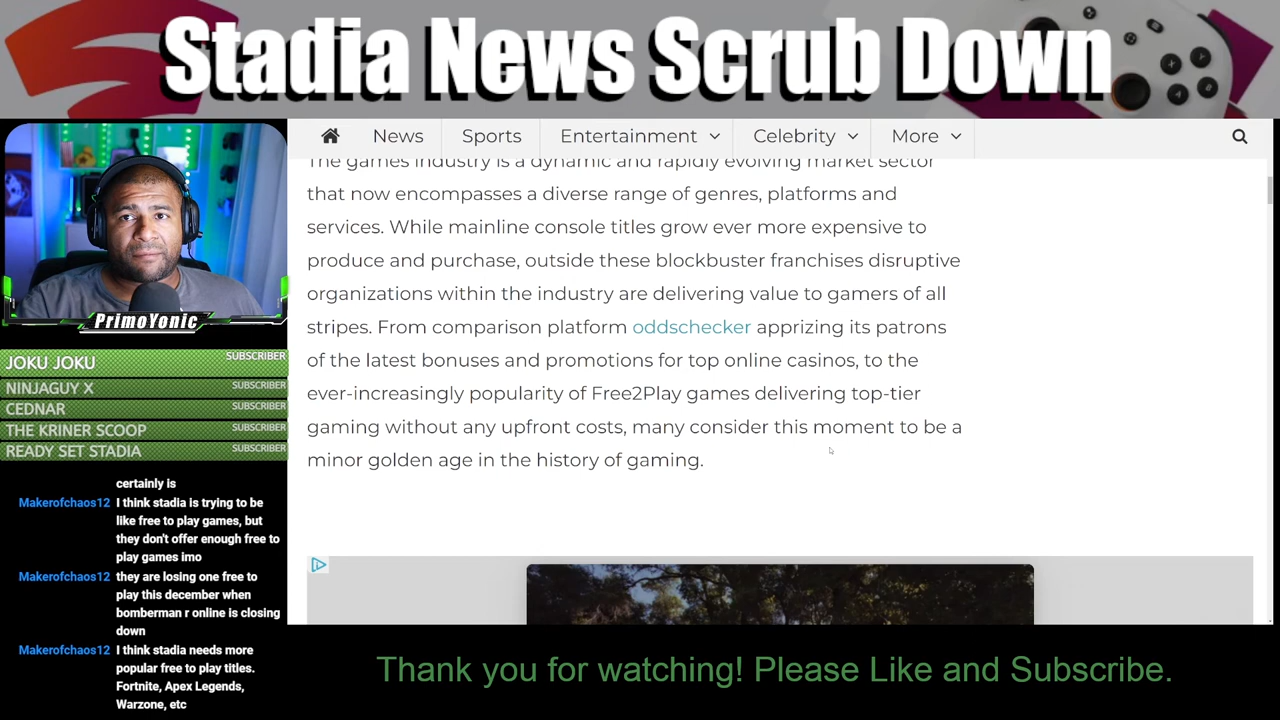 Stadia News Scrub Down
News Sports Entertainment Celebrity More
The games industry is a dynamic and rapidly evolving market sector
that now encompasses a diverse range of genres, platforms and
services. While mainline console titles grow ever more expensive to
produce and purchase, outside these blockbuster franchises disruptive
organizations within the industry are delivering value to gamers of all
stripes. From comparison platform oddschecker apprizing its patrons
of the latest bonuses and promotions for top online casinos, to the
ever-increasingly popularity of Free2Play games delivering top-tier
gaming without any upfront costs, many consider this moment to be a
minor golden age in the history of gaming.
PrimoYonic
JOKU JOKU SUBSCRIBER
NINJAGUY X SUBSCRIBER
CEDNAR SUBSCRIBER
THE KRINER SCOOP SUBSCRIBER
READY SET STADIA SUBSCRIBER
certainly is
Makerofchaos12 I think stadia is trying to be
like free to play games, but
they don't offer enough free to
play games imo
Makerofchaos12 they are losing one free to
play this december when
bomberman r online is closing
down
Makerofchaos12 I think stadia needs more
popular free to play titles.
Fortnite, Apex Legends,
Warzone, etc
Thank you for watching! Please Like and Subscribe.